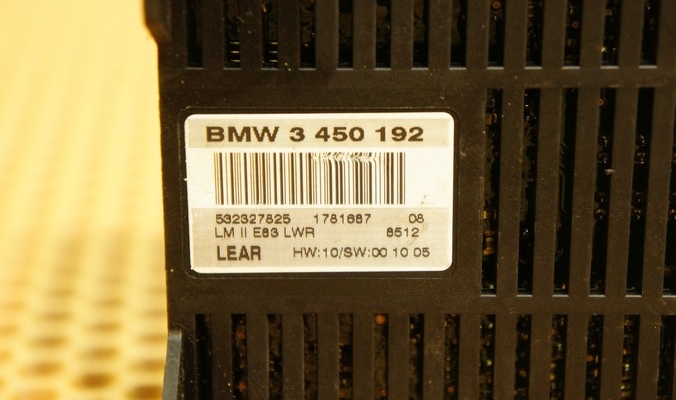 BMW 3 450 192
532327825 1781687 08
LM II E83 LWR 8512
LEAR HW:10/SW:00 10 05